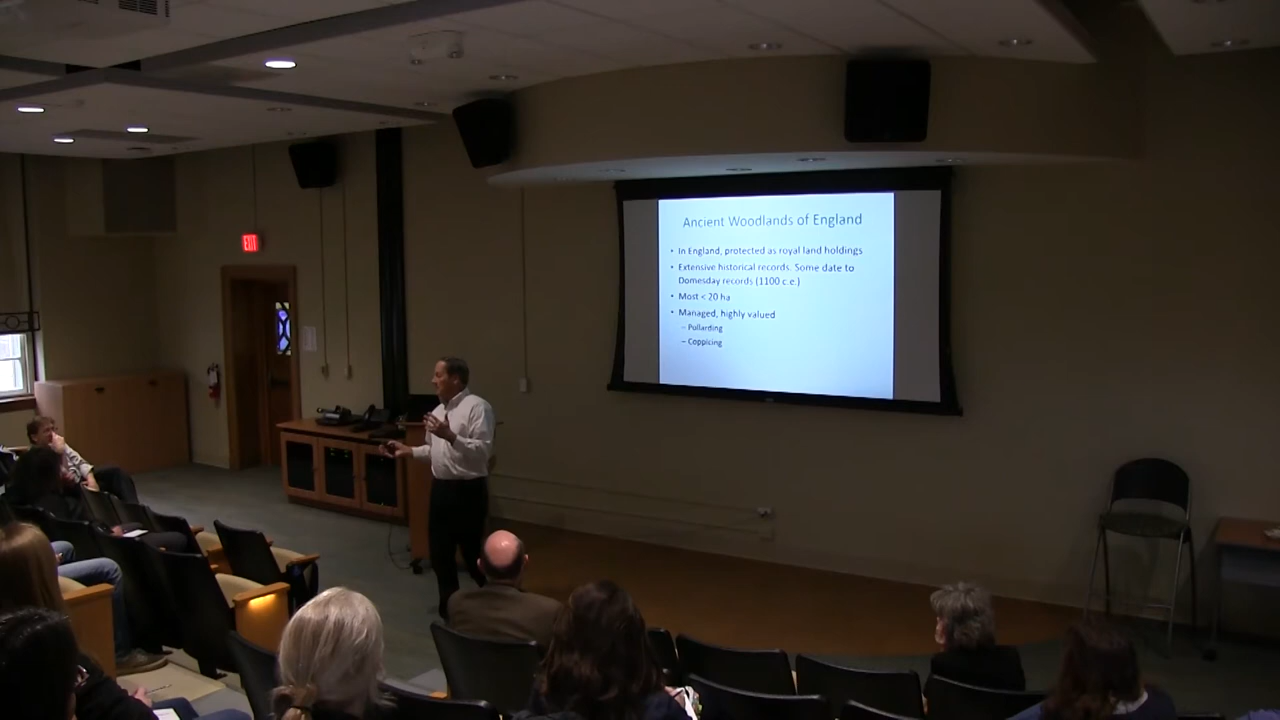 EXIT
Ancient Woodlands of England
• In England, protected as royal land holdings
• Extensive historical records. Some date to
Domesday records (1100 c.e.)
• Most < 20 ha
• Managed, highly valued
– Pollarding
– Coppicing